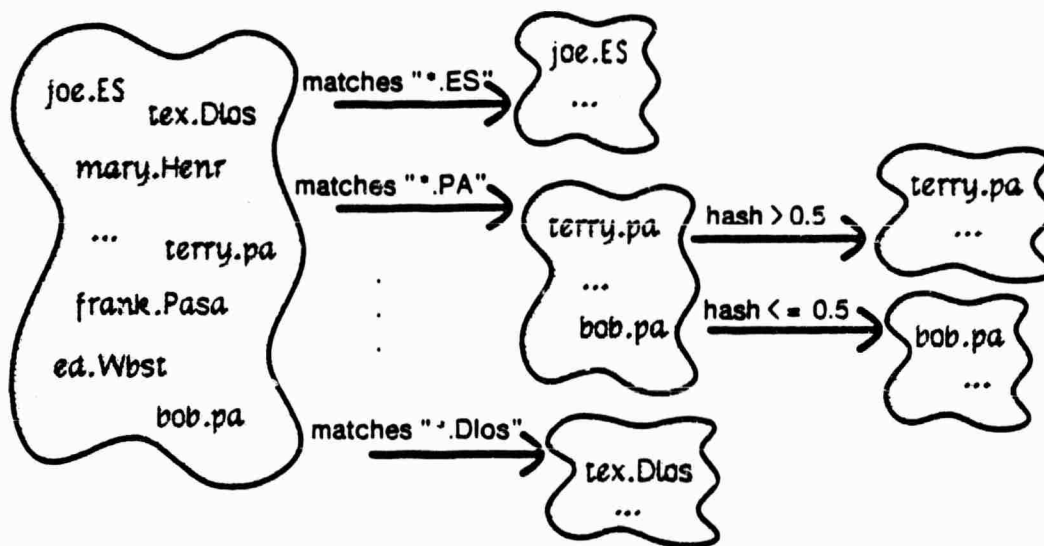 joe.ES
tex.Dlos
mary.Henr
...
terry.pa
frank.Pasa
ed.Wbst
bob.pa
matches "*.ES"
joe.ES
...
matches "*.PA"
terry.pa
...
bob.pa
hash > 0.5
terry.pa
...
hash < = 0.5
bob.pa
...
matches "*.Dlos"
tex.Dlos
...